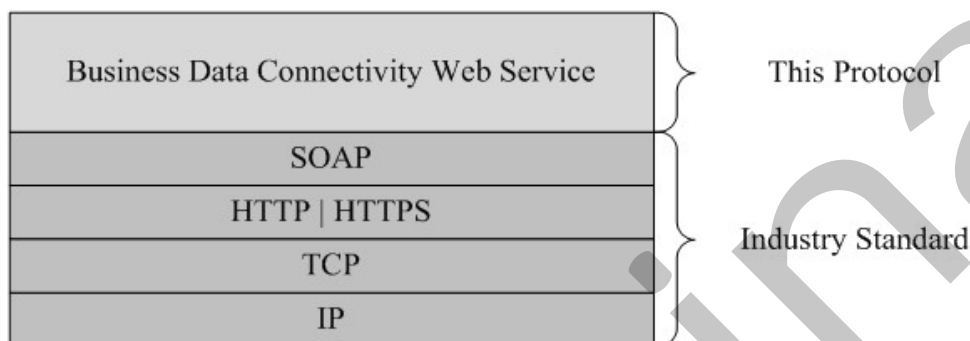 Business Data Connectivity Web Service
This Protocol
SOAP
HTTP | HTTPS
Industry Standard
TCP
IP